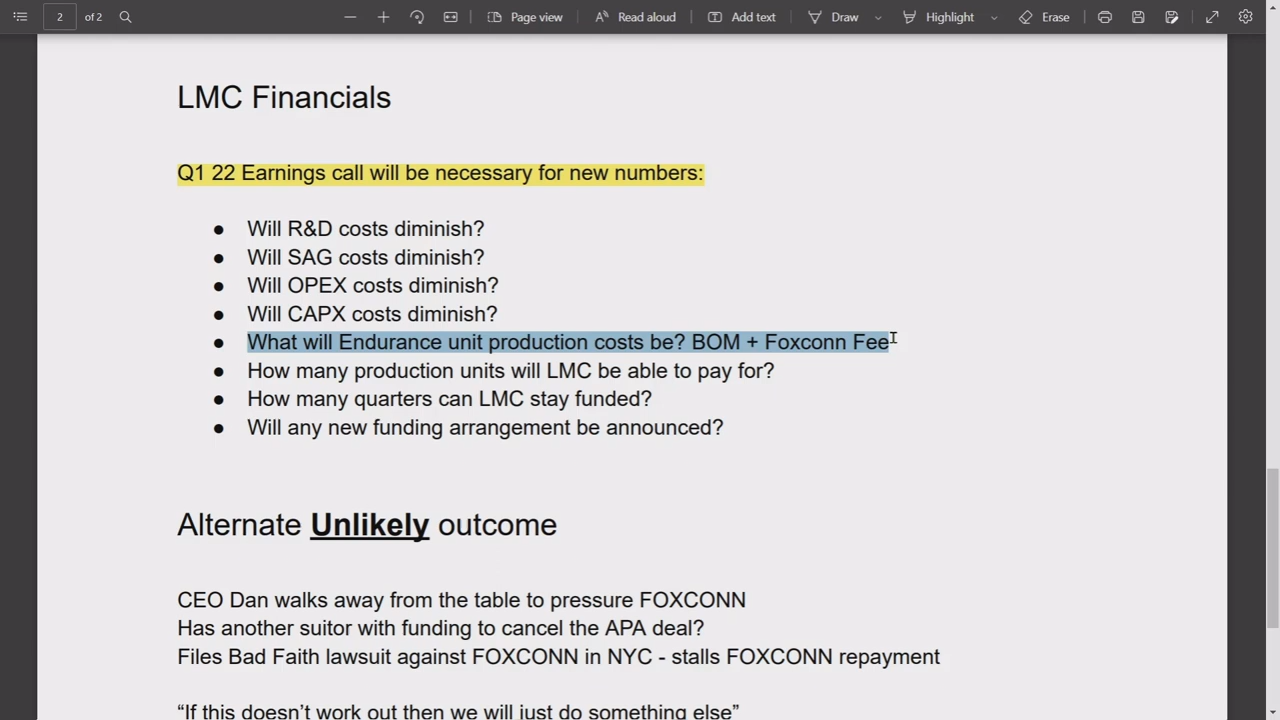 2 of 2 Page view Read aloud Add text Draw Highlight Erase
LMC Financials
Q1 22 Earnings call will be necessary for new numbers:
● Will R&D costs diminish?
● Will SAG costs diminish?
● Will OPEX costs diminish?
● Will CAPX costs diminish?
● What will Endurance unit production costs be? BOM + Foxconn Fee
● How many production units will LMC be able to pay for?
● How many quarters can LMC stay funded?
● Will any new funding arrangement be announced?
Alternate Unlikely outcome
CEO Dan walks away from the table to pressure FOXCONN
Has another suitor with funding to cancel the APA deal?
Files Bad Faith lawsuit against FOXCONN in NYC - stalls FOXCONN repayment
“If this doesn’t work out then we will just do something else”